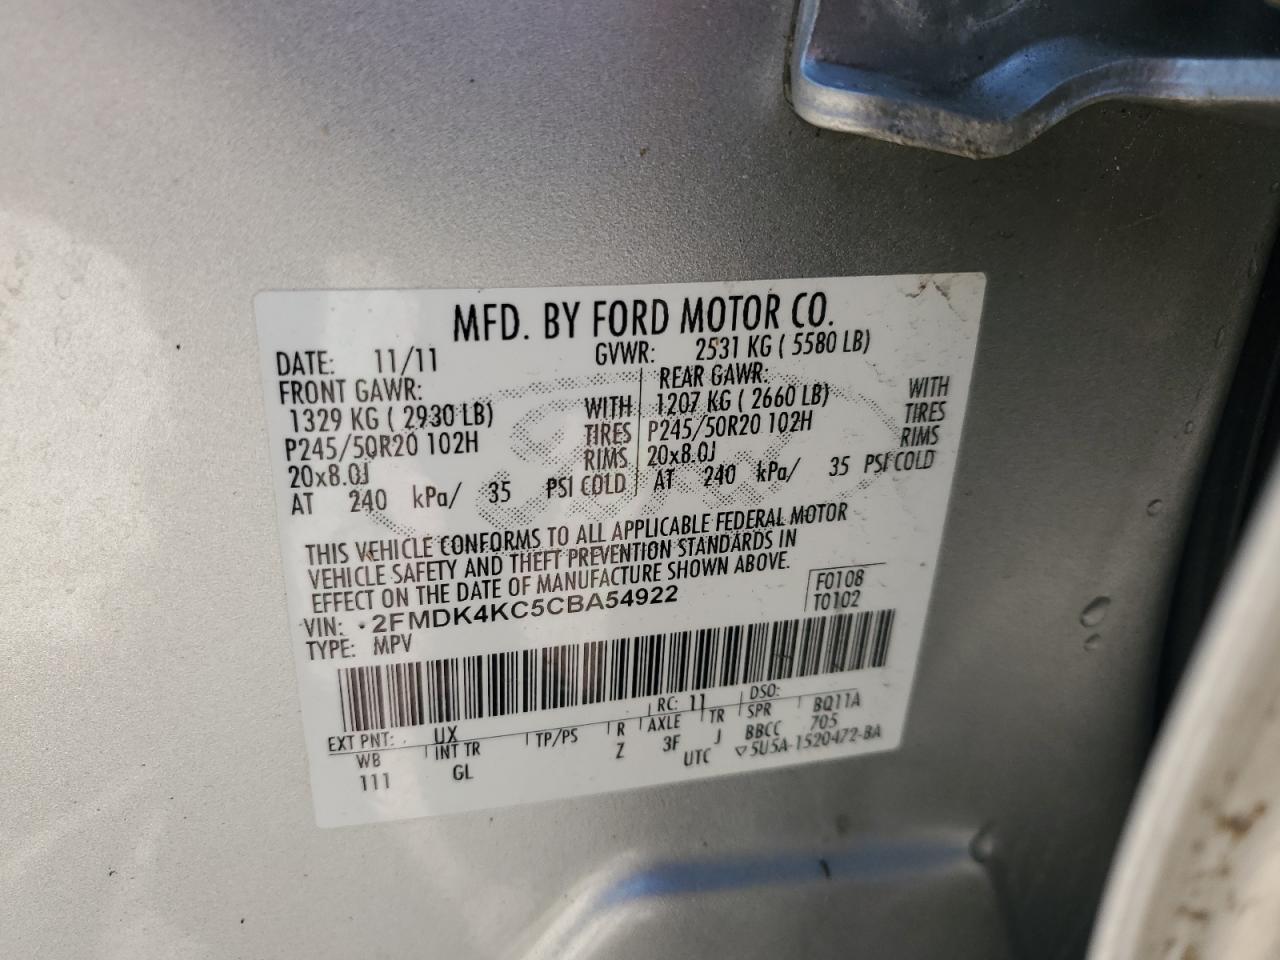 MFD. BY FORD MOTOR CO.
DATE: 11/11 GVWR: 2531 KG ( 5580 LB)
FRONT GAWR: REAR GAWR:
1329 KG ( 2930 LB) WITH 1207 KG ( 2660 LB) WITH
P245/50R20 102H TIRES P245/50R20 102H TIRES
20x8.0J RIMS 20x8.0J RIMS
AT 240 kPa/ 35 PSI COLD AT 240 kPa/ 35 PSI COLD
THIS VEHICLE CONFORMS TO ALL APPLICABLE FEDERAL MOTOR
VEHICLE SAFETY AND THEFT PREVENTION STANDARDS IN
EFFECT ON THE DATE OF MANUFACTURE SHOWN ABOVE.
VIN: 2FMDK4KC5CBA54922 F0108
TYPE: MPV T0102
EXT PNT: UX RC: 11 DSO:
WB INT TR TP/PS R AXLE TR SPR BQ11A
111 GL Z 3F J BBCC 705
UTC ▽5U5A-1520472-BA